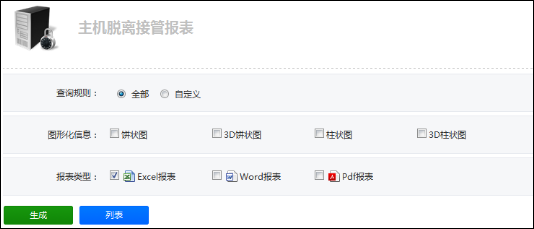 主机脱离接管报表
查询规则： 全部 自定义
图形化信息： 饼状图 3D饼状图 柱状图 3D柱状图
报表类型： Excel报表 Word报表 Pdf报表
生成 列表